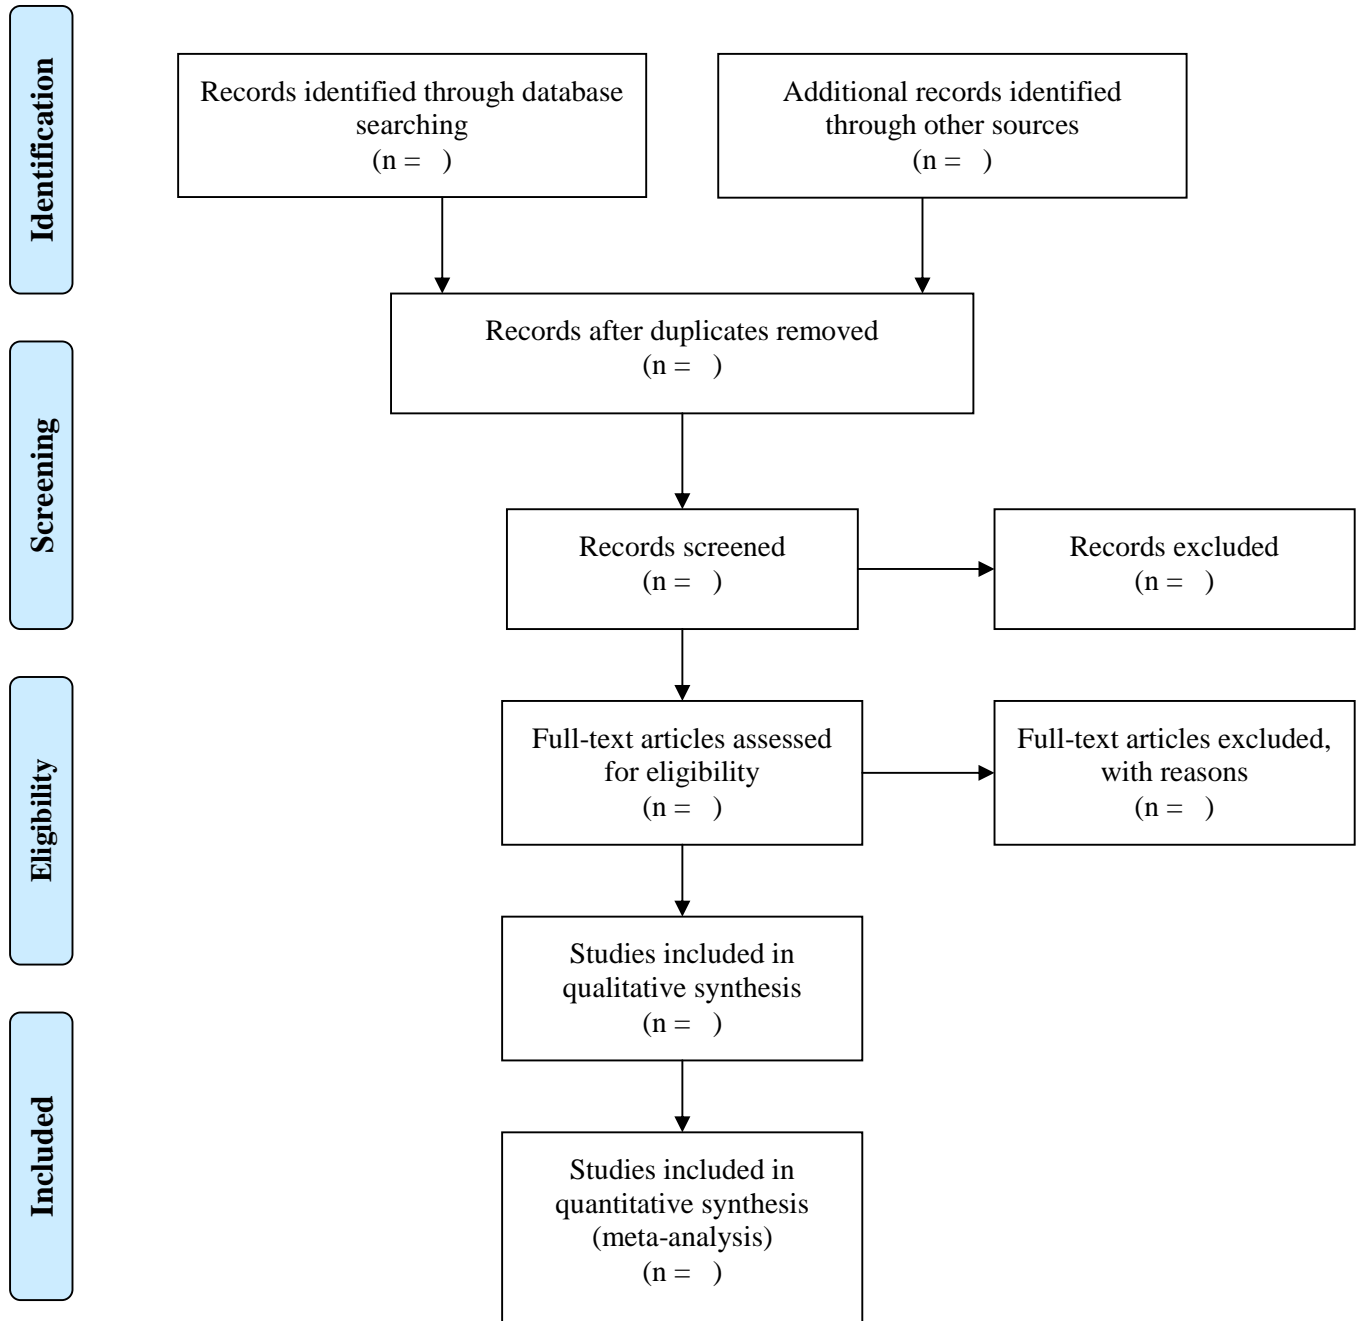 Identification
Records identified through database
searching
(n =   )
Additional records identified
through other sources
(n =   )
Records after duplicates removed
(n =   )
Screening
Records screened
(n =   )
Records excluded
(n =   )
Eligibility
Full-text articles assessed
for eligibility
(n =   )
Full-text articles excluded,
with reasons
(n =   )
Studies included in
qualitative synthesis
(n =   )
Included
Studies included in
quantitative synthesis
(meta-analysis)
(n =   )